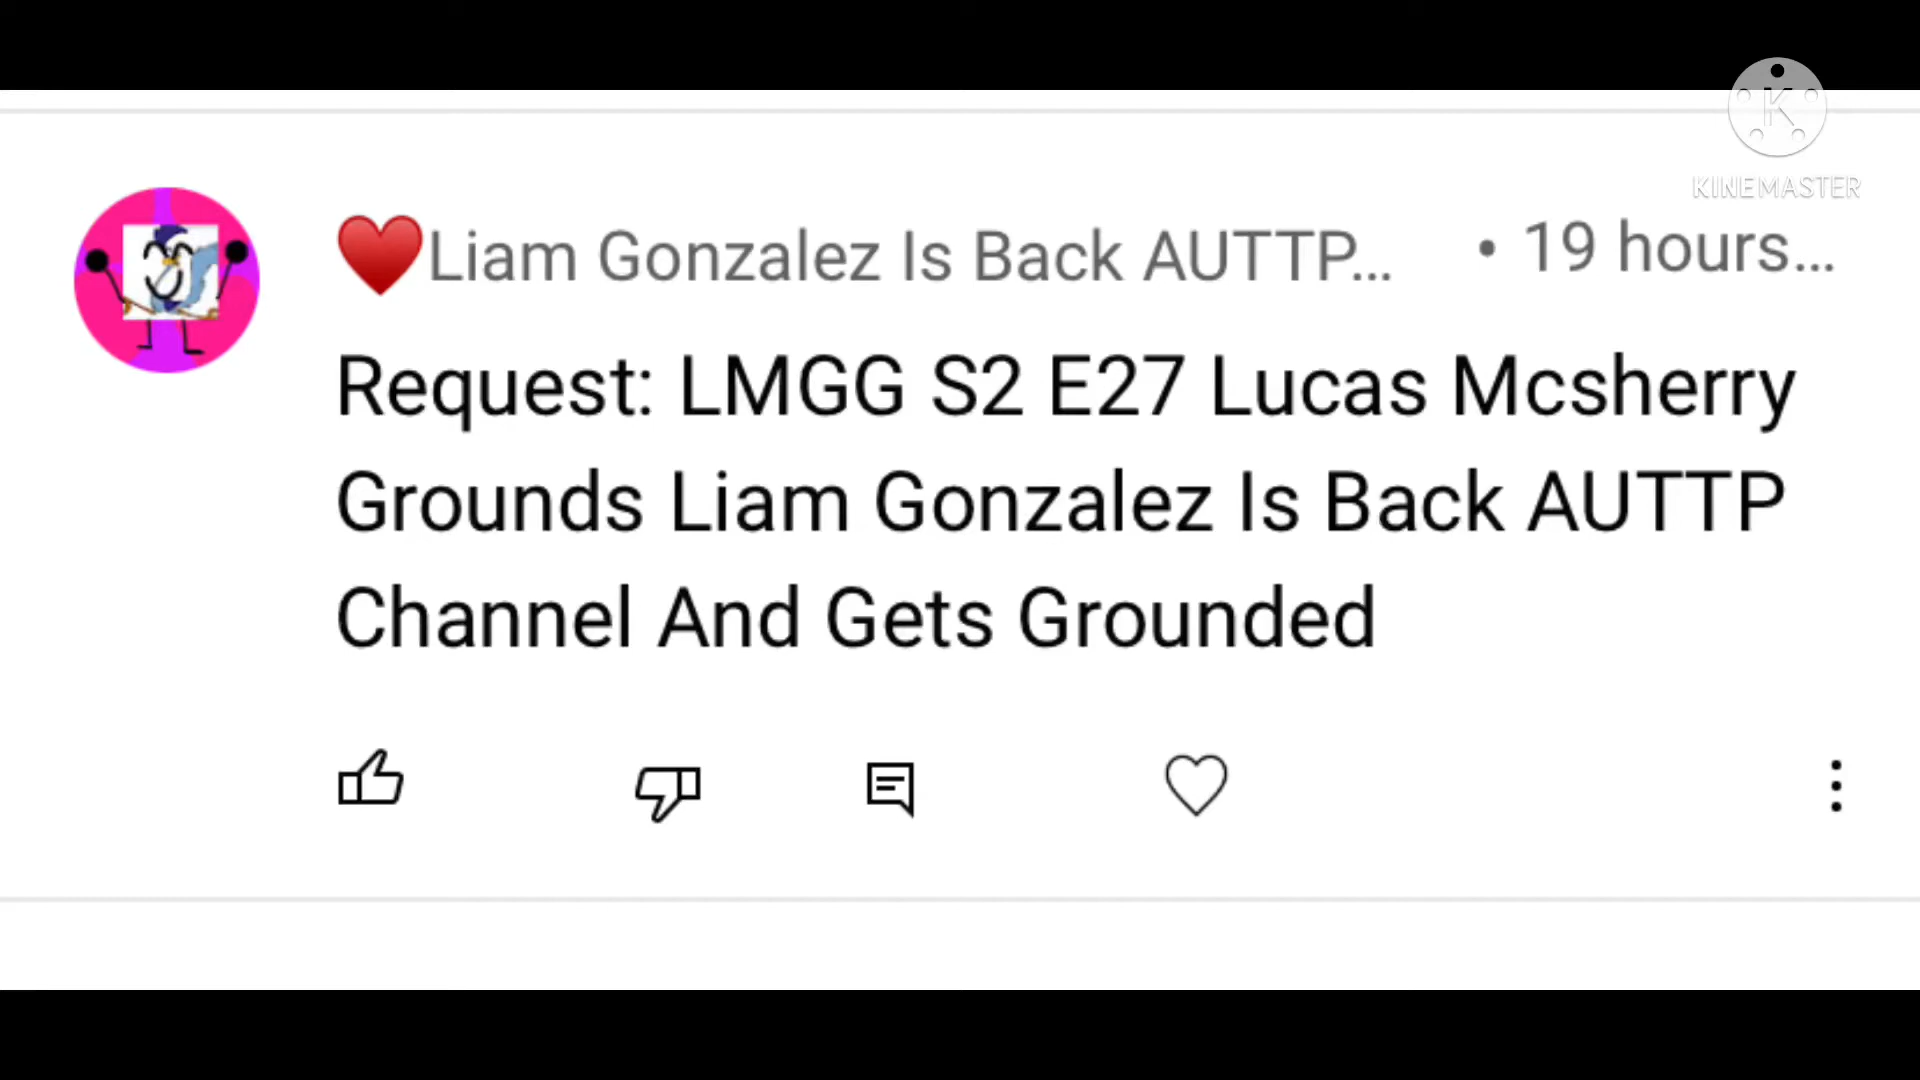 K
KINEMASTER
❤️Liam Gonzalez Is Back AUTTP... • 19 hours...
Request: LMGG S2 E27 Lucas Mcsherry
Grounds Liam Gonzalez Is Back AUTTP
Channel And Gets Grounded